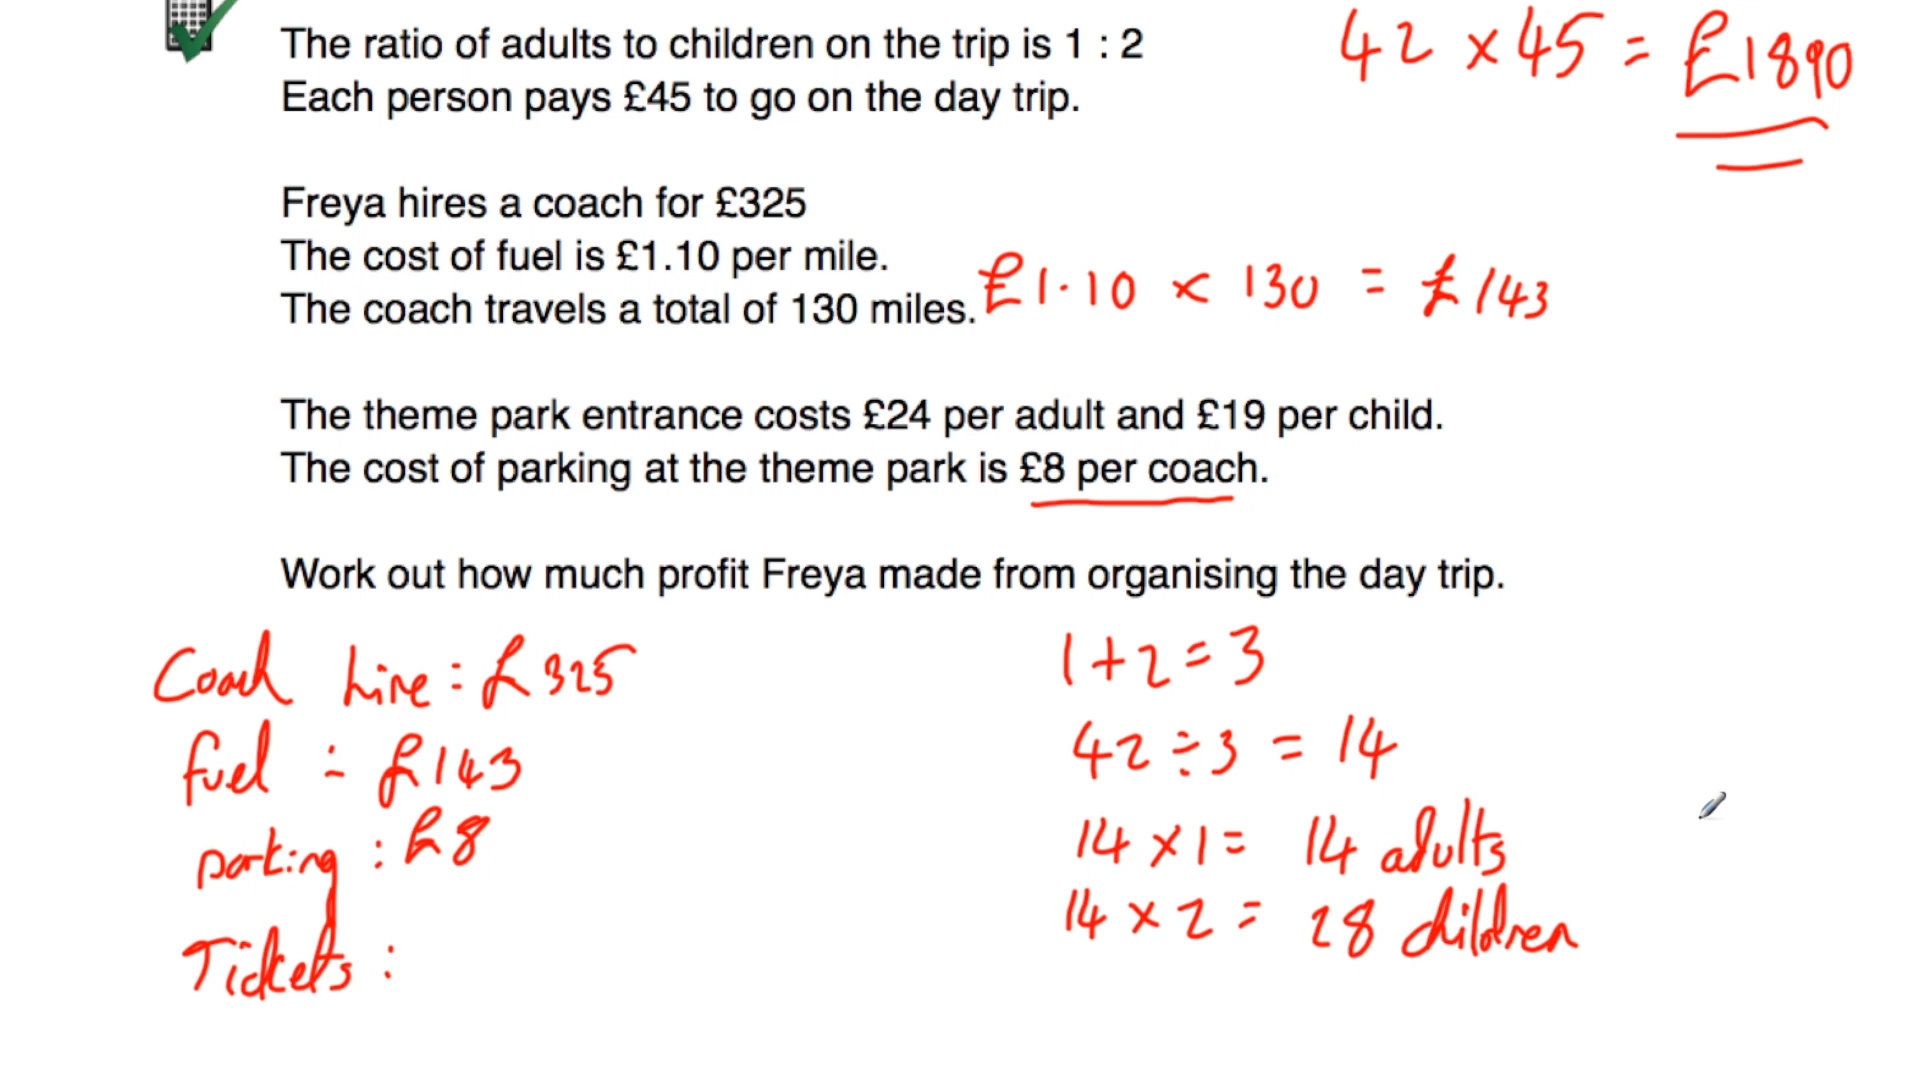 The ratio of adults to children on the trip is 1 : 2
42 × 45 = £1890
Each person pays £45 to go on the day trip.
Freya hires a coach for £325
The cost of fuel is £1.10 per mile.
The coach travels a total of 130 miles.
£1.10 × 130 = £143
The theme park entrance costs £24 per adult and £19 per child.
The cost of parking at the theme park is £8 per coach.
Work out how much profit Freya made from organising the day trip.
Coach hire: £325
fuel : £143
parking : £8
Tickets :
1+2=3
42÷3 = 14
14 × 1 = 14 adults
14 × 2 = 28 children